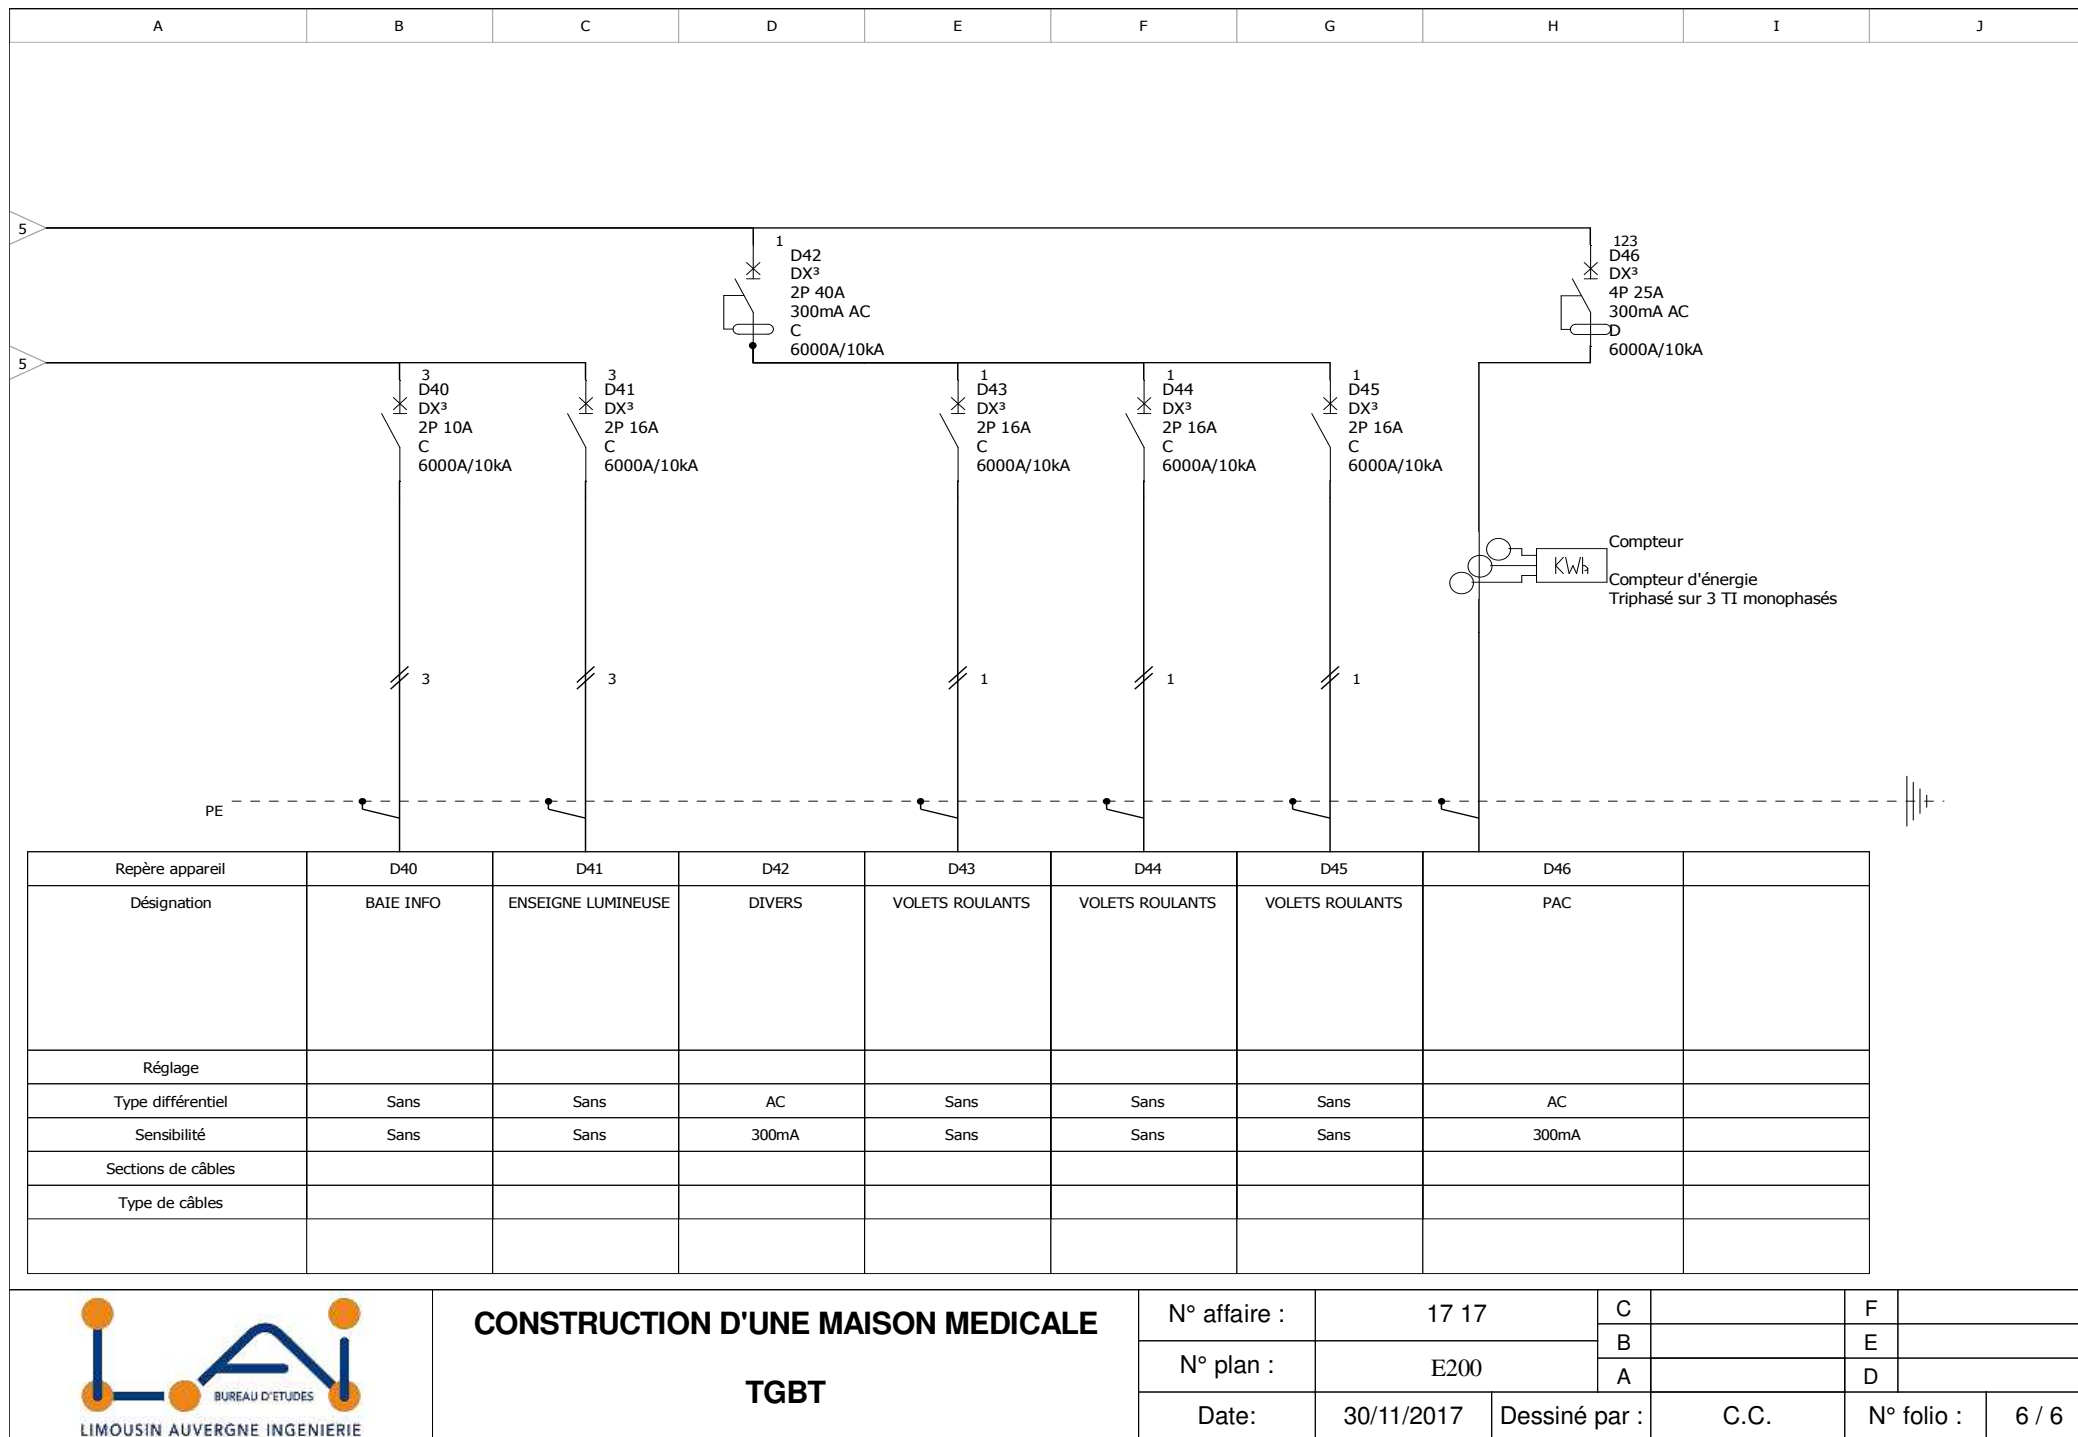 A B C D E F G H I J
5
1
D42
DX³
2P 40A
300mA AC
C
6000A/10kA
123
D46
DX³
4P 25A
300mA AC
D
6000A/10kA
5
3
D40
DX³
2P 10A
C
6000A/10kA
3
D41
DX³
2P 16A
C
6000A/10kA
1
D43
DX³
2P 16A
C
6000A/10kA
1
D44
DX³
2P 16A
C
6000A/10kA
1
D45
DX³
2P 16A
C
6000A/10kA
KWh
Compteur
Compteur d'énergie
Triphasé sur 3 TI monophasés
3 3 1 1 1
PE
Repère appareil D40 D41 D42 D43 D44 D45 D46
Désignation BAIE INFO ENSEIGNE LUMINEUSE DIVERS VOLETS ROULANTS VOLETS ROULANTS VOLETS ROULANTS PAC
Réglage
Type différentiel Sans Sans AC Sans Sans Sans AC
Sensibilité Sans Sans 300mA Sans Sans Sans 300mA
Sections de câbles
Type de câbles
LAi
BUREAU D'ETUDES
LIMOUSIN AUVERGNE INGENIERIE
CONSTRUCTION D'UNE MAISON MEDICALE
TGBT
N° affaire : 17 17 C F
B E
N° plan : E200
A D
Date: 30/11/2017 Dessiné par : C.C. N° folio : 6 / 6